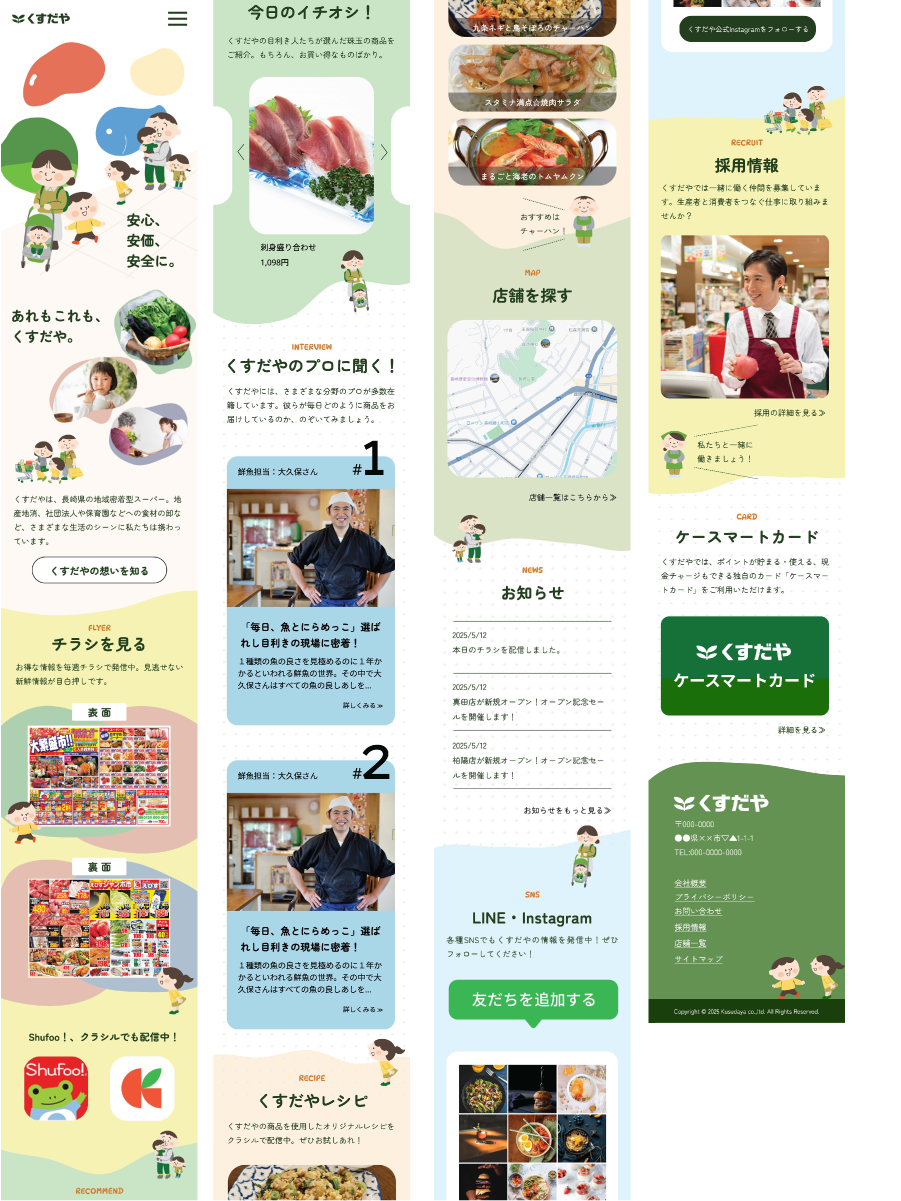 くすだや
安心、
安価、
安全に。
あれもこれも、
くすだや。
くすだやは、長崎県の地域密着型スーパー。地
産地消、社団法人や保育園などへの食材の卸な
ど、さまざまな生活のシーンに私たちは携わっ
ています。
くすだやの想いを知る
FLYER
チラシを見る
お得な情報を毎週チラシで発信中。見逃せない
新鮮情報が目白押しです。
表面
大繁盛市!!
裏面
Shufoo！、クラシルでも配信中！
Shufoo!
RECOMMEND
今日のイチオシ！
くすだやの目利き人たちが選んだ珠玉の商品を
ご紹介。もちろん、お買い得なものばかり。
刺身盛り合わせ
1,098円
INTERVIEW
くすだやのプロに聞く！
くすだやには、さまざまな分野のプロが多数在
籍しています。彼らが毎日どのように商品をお
届けしているのか、のぞいてみましょう。
鮮魚担当：大久保さん
#1
「毎日、魚とにらめっこ」選ば
れし目利きの現場に密着！
１種類の魚の良さを見極めるのに１年か
かるといわれる鮮魚の世界。その中で大
久保さんはすべての魚の良しあしを...
詳しくみる≫
鮮魚担当：大久保さん
#2
「毎日、魚とにらめっこ」選ば
れし目利きの現場に密着！
１種類の魚の良さを見極めるのに１年か
かるといわれる鮮魚の世界。その中で大
久保さんはすべての魚の良しあしを...
詳しくみる≫
RECIPE
くすだやレシピ
くすだやの商品を使用したオリジナルレシピを
クラシルで配信中。ぜひお試しあれ！
九条ネギと鳥そぼろのチャーハン
スタミナ満点☆焼肉サラダ
まるごと海老のトムヤムクン
おすすめは
チャーハン！
MAP
店舗を探す
店舗一覧はこちらから≫
NEWS
お知らせ
2025/5/12
本日のチラシを配信しました。
2025/5/12
真田店が新規オープン！オープン記念セー
ルを開催します！
2025/5/12
柏陽店が新規オープン！オープン記念セー
ルを開催します！
お知らせをもっと見る≫
SNS
LINE・Instagram
各種SNSでもくすだやの情報を発信中！ぜひ
フォローしてください！
友だちを追加する
くすだや公式Instagramをフォローする
RECRUIT
採用情報
くすだやでは一緒に働く仲間を募集していま
す。生産者と消費者をつなぐ仕事に取り組みま
せんか？
採用の詳細を見る≫
私たちと一緒に
働きましょう！
CARD
ケースマートカード
くすだやでは、ポイントが貯まる・使える、現
金チャージもできる独自のカード「ケースマー
トカード」をご利用いただけます。
くすだや
ケースマートカード
詳細を見る≫
くすだや
〒000-0000
●●県××市▽▲1-1-1
TEL:000-0000-0000
会社概要
プライバシーポリシー
お問い合わせ
採用情報
店舗一覧
サイトマップ
Copyright © 2025 Kusudaya co.,ltd. All Rights Reserved.